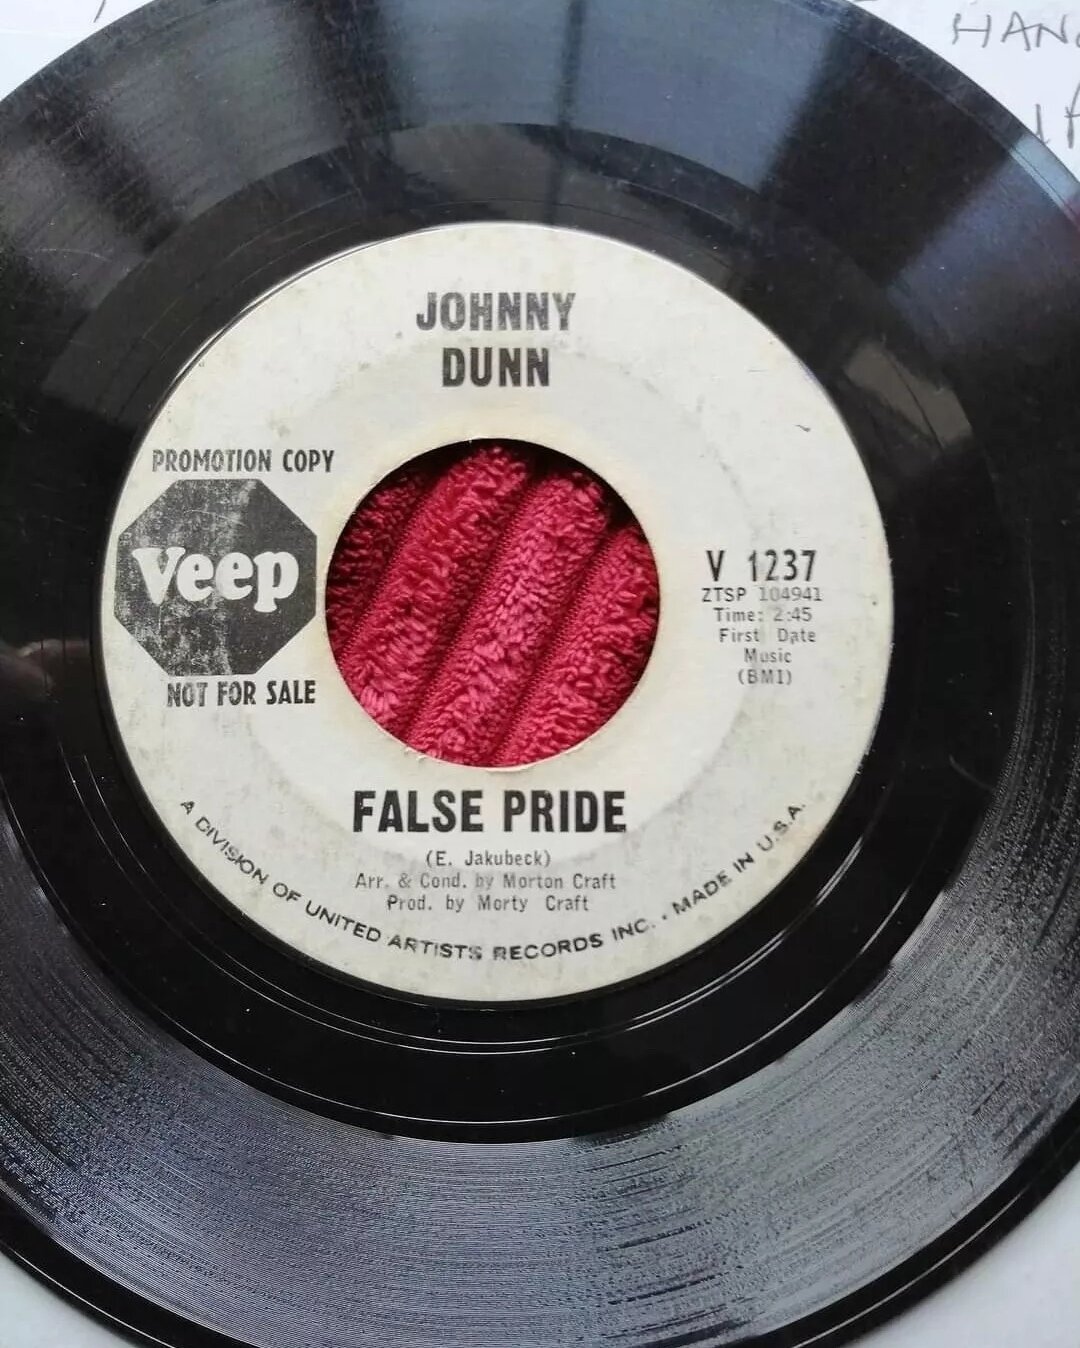 HAN
JOHNNY
DUNN
PROMOTION COPY
Veep
NOT FOR SALE
V 1237
ZTSP 104941
Time: 2:45
First Date
Music
(BMI)
FALSE PRIDE
(E. Jakubeck)
Arr. & Cond. by Morton Craft
Prod. by Morty Craft
A DIVISION OF UNITED ARTISTS RECORDS INC. • MADE IN U.S.A.